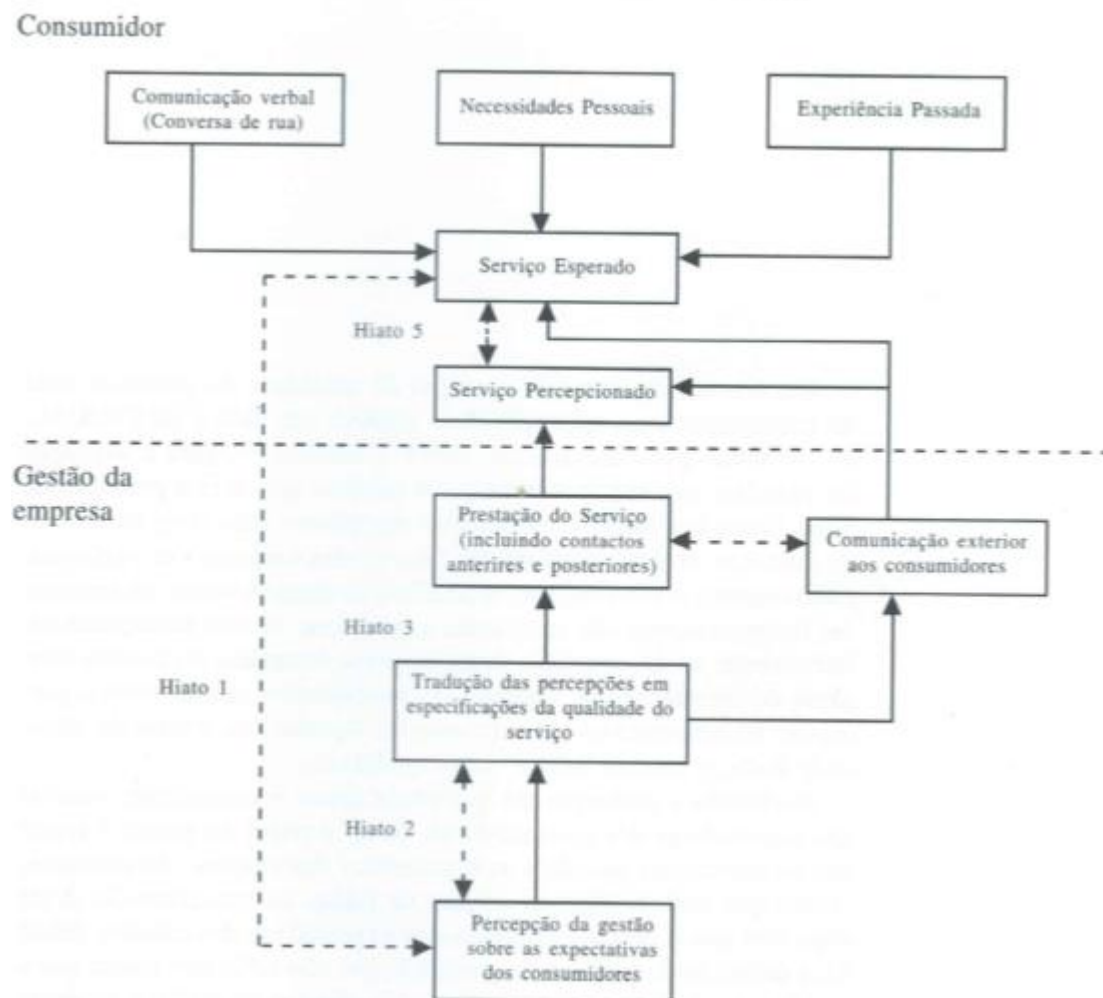 Consumidor
Comunicação verbal
(Conversa de rua)
Necessidades Pessoais
Experiência Passada
Serviço Esperado
Hiato 5
Serviço Percepcionado
Gestão da
empresa
Prestação do Serviço
(incluindo contactos
anterires e posteriores)
Comunicação exterior
aos consumidores
Hiato 3
Hiato 1
Tradução das percepções em
especificações da qualidade do
serviço
Hiato 2
Percepção da gestão
sobre as expectativas
dos consumidores